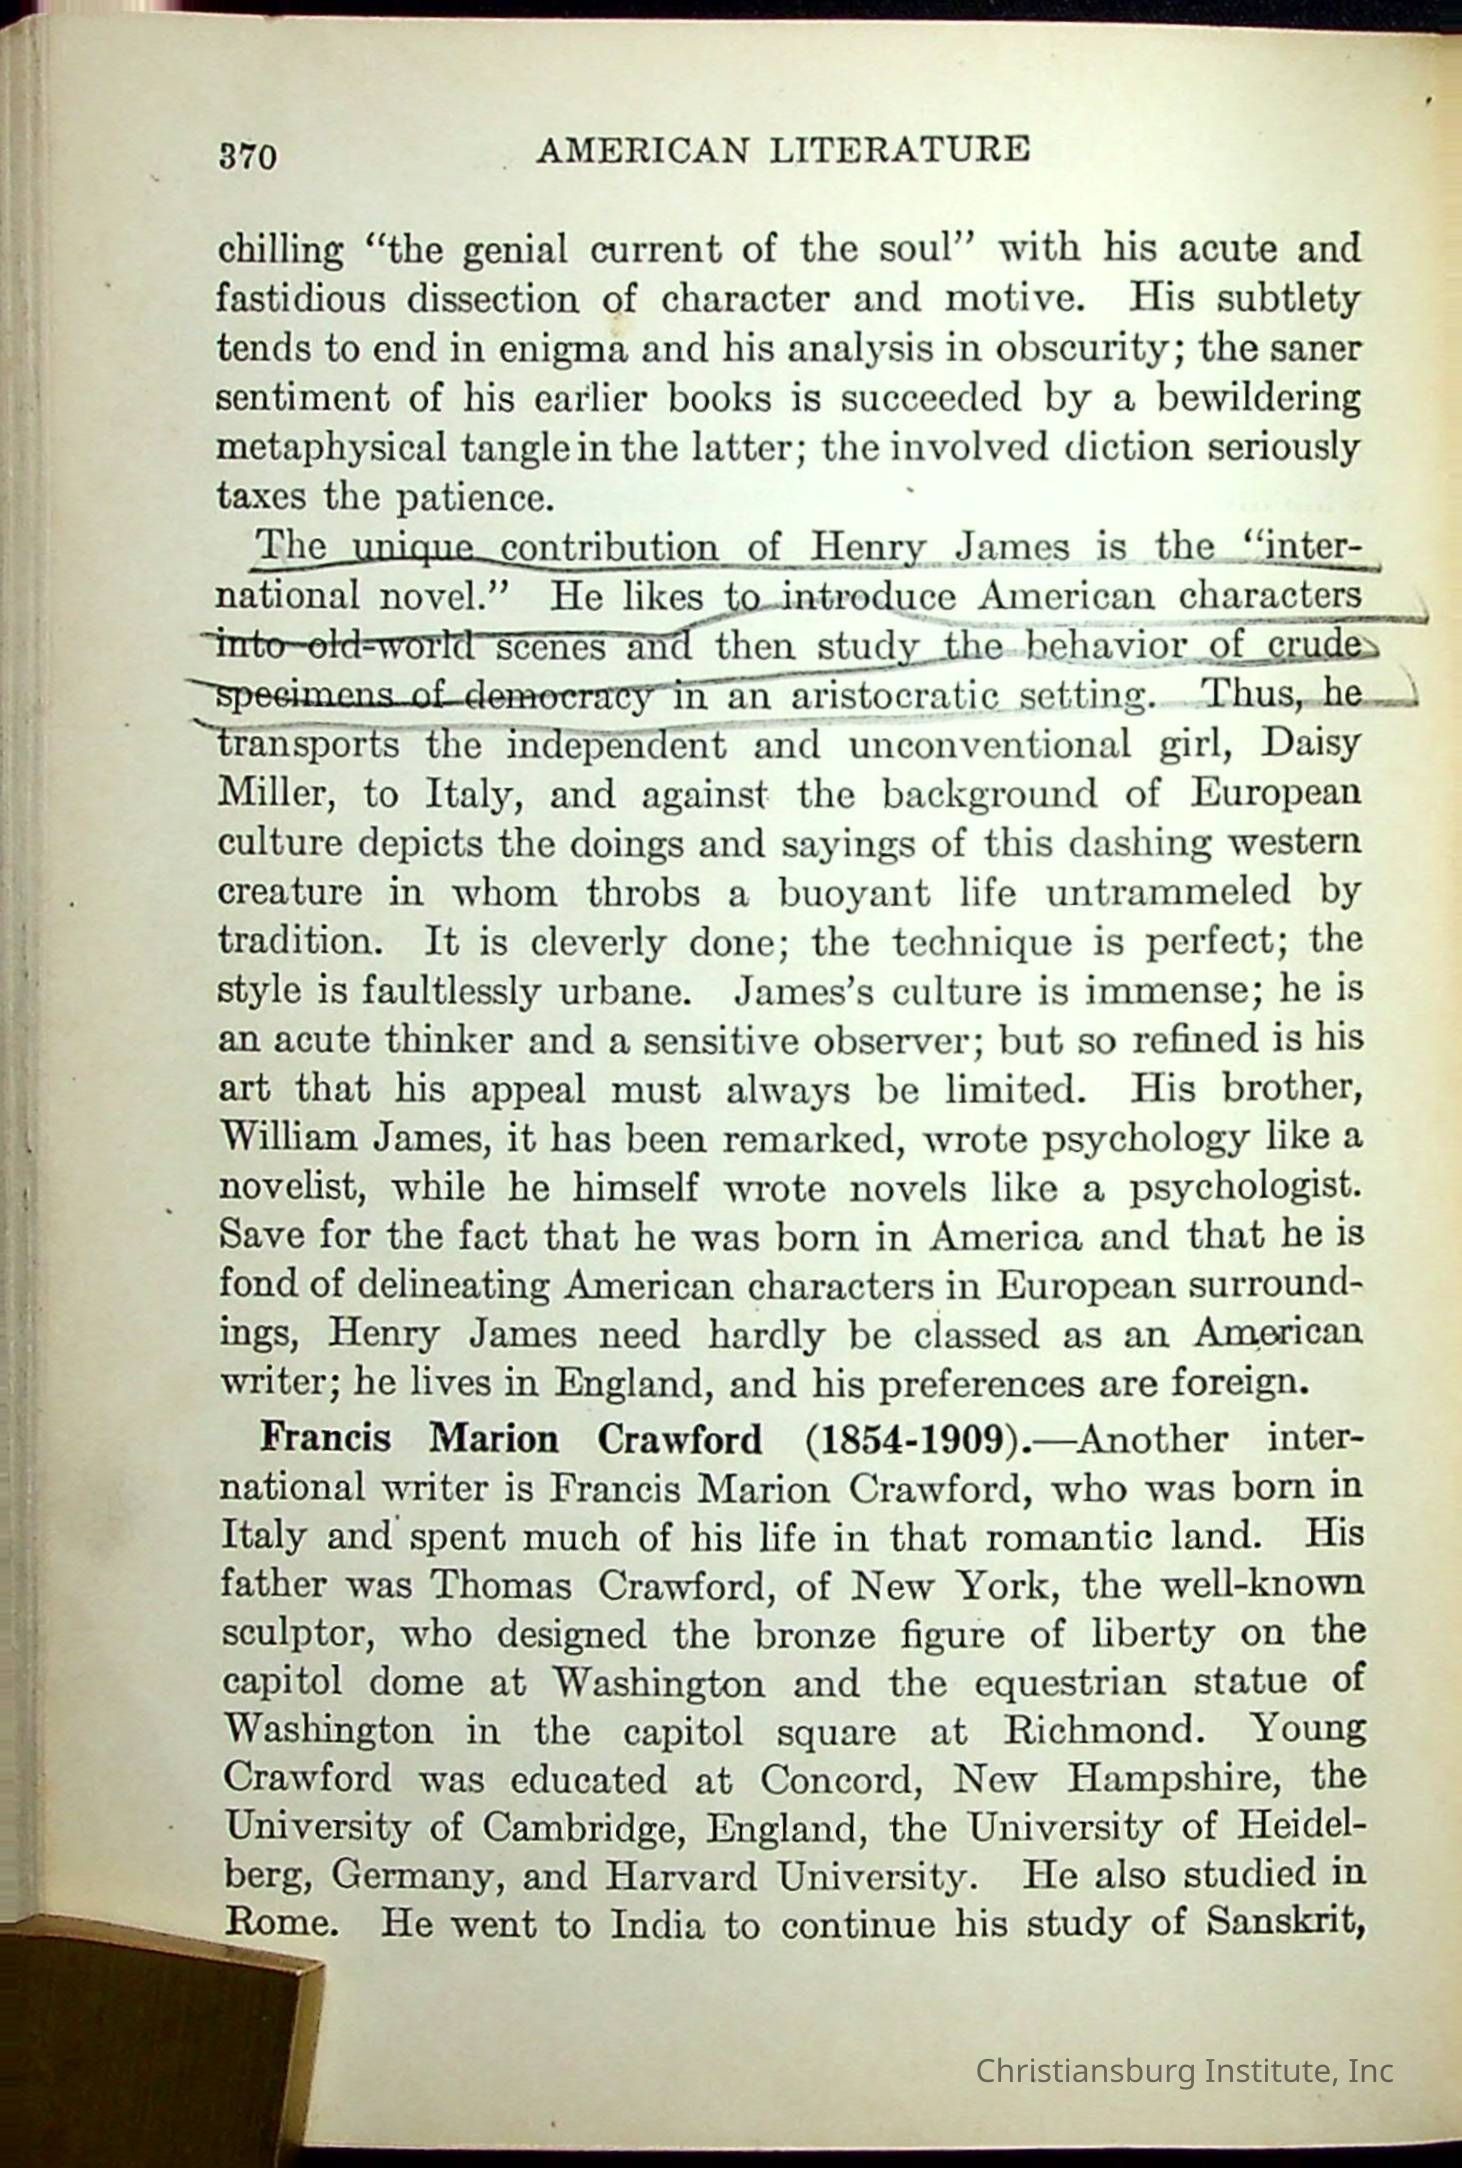 370 AMERICAN LITERATURE
chilling “the genial current of the soul” with his acute and
fastidious dissection of character and motive. His subtlety
tends to end in enigma and his analysis in obscurity; the saner
sentiment of his earlier books is succeeded by a bewildering
metaphysical tangle in the latter; the involved diction seriously
taxes the patience.
The unique contribution of Henry James is the “inter-
national novel.” He likes to introduce American characters
into old-world scenes and then study the behavior of crude
specimens of democracy in an aristocratic setting. Thus, he
transports the independent and unconventional girl, Daisy
Miller, to Italy, and against the background of European
culture depicts the doings and sayings of this dashing western
creature in whom throbs a buoyant life untrammeled by
tradition. It is cleverly done; the technique is perfect; the
style is faultlessly urbane. James’s culture is immense; he is
an acute thinker and a sensitive observer; but so refined is his
art that his appeal must always be limited. His brother,
William James, it has been remarked, wrote psychology like a
novelist, while he himself wrote novels like a psychologist.
Save for the fact that he was born in America and that he is
fond of delineating American characters in European surround-
ings, Henry James need hardly be classed as an American
writer; he lives in England, and his preferences are foreign.
Francis Marion Crawford (1854-1909).—Another inter-
national writer is Francis Marion Crawford, who was born in
Italy and spent much of his life in that romantic land. His
father was Thomas Crawford, of New York, the well-known
sculptor, who designed the bronze figure of liberty on the
capitol dome at Washington and the equestrian statue of
Washington in the capitol square at Richmond. Young
Crawford was educated at Concord, New Hampshire, the
University of Cambridge, England, the University of Heidel-
berg, Germany, and Harvard University. He also studied in
Rome. He went to India to continue his study of Sanskrit,
Christiansburg Institute, Inc